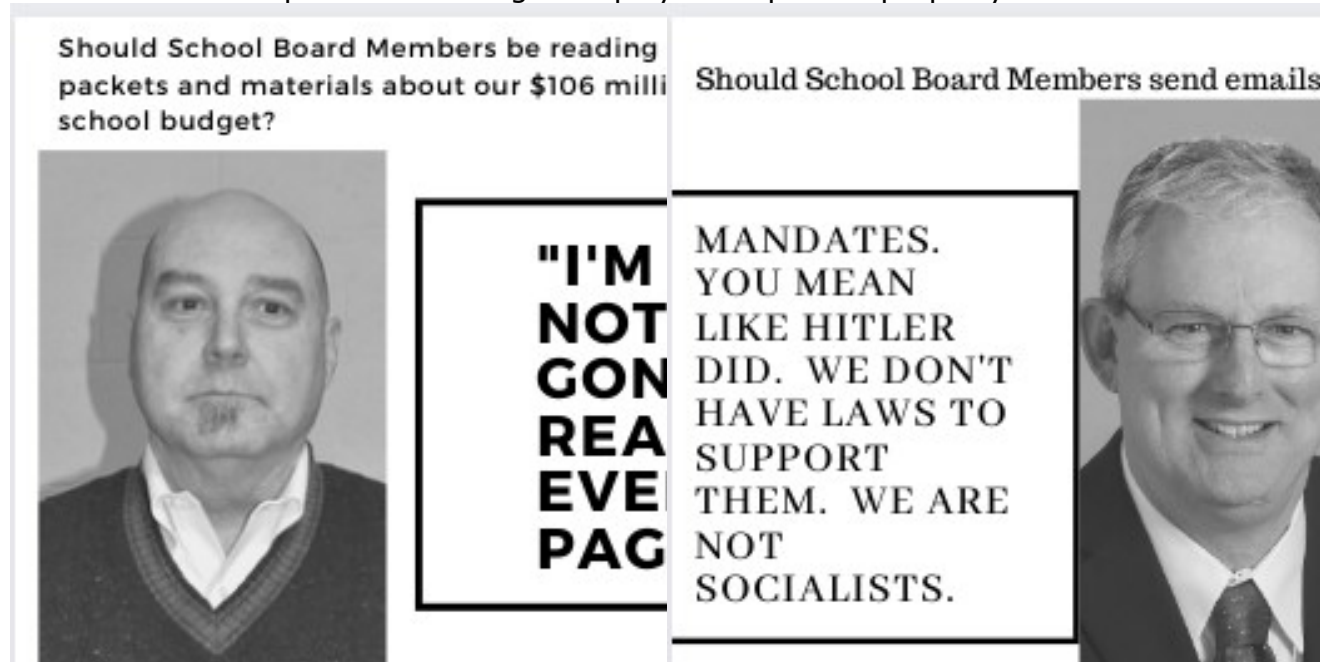 Should School Board Members be reading
packets and materials about our $106 milli
school budget?
"I'M
NOT
GON
REA
EVE
PAG
Should School Board Members send emails
MANDATES.
YOU MEAN
LIKE HITLER
DID. WE DON'T
HAVE LAWS TO
SUPPORT
THEM. WE ARE
NOT
SOCIALISTS.